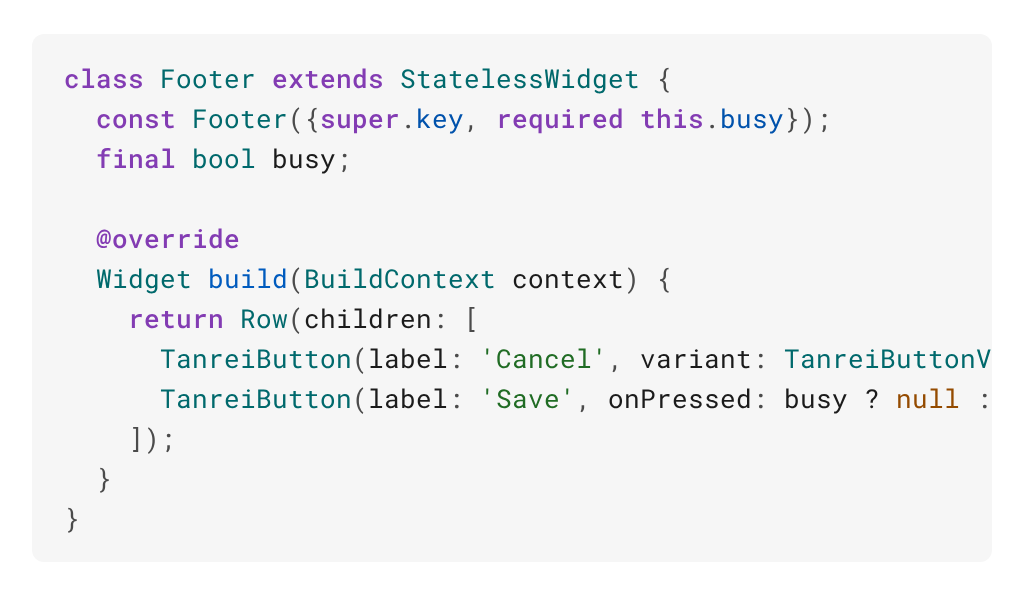 class Footer extends StatelessWidget {
  const Footer({super.key, required this.busy});
  final bool busy;

  @override
  Widget build(BuildContext context) {
    return Row(children: [
      TanreiButton(label: 'Cancel', variant: TanreiButtonV
      TanreiButton(label: 'Save', onPressed: busy ? null :
    ]);
  }
}